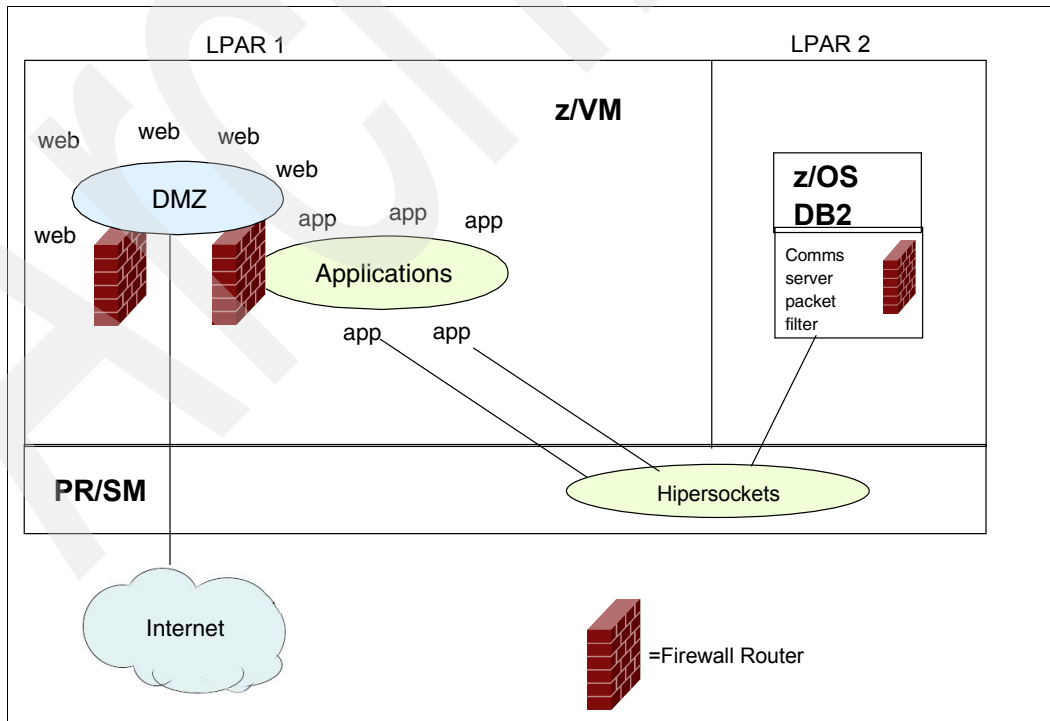 LPAR 1
LPAR 2
z/VM
web
web
web
web
DMZ
web
app
app
app
Applications
app
app
z/OS
DB2
Comms
server
packet
filter
PR/SM
Hipersockets
Internet
=Firewall Router